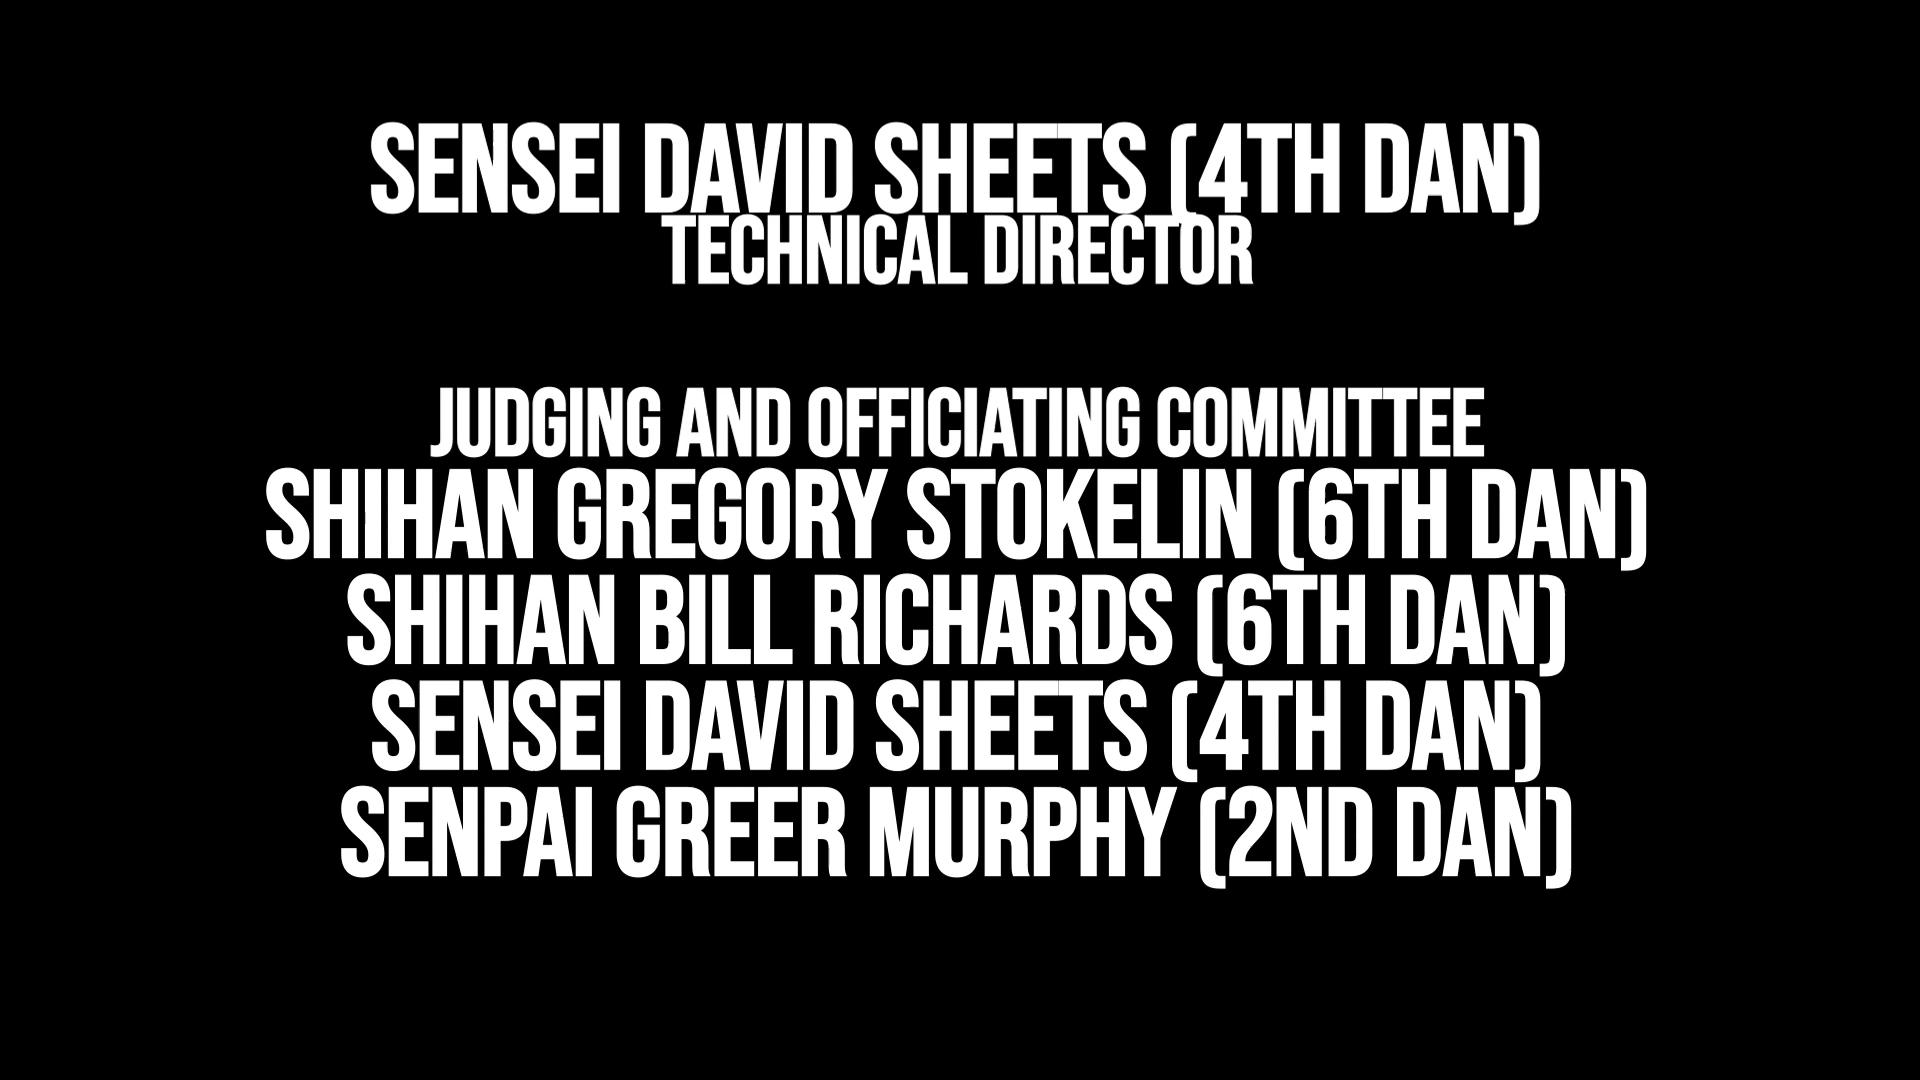 SENSEI DAVID SHEETS (4TH DAN)
TECHNICAL DIRECTOR
JUDGING AND OFFICIATING COMMITTEE
SHIHAN GREGORY STOKELIN (6TH DAN)
SHIHAN BILL RICHARDS (6TH DAN)
SENSEI DAVID SHEETS (4TH DAN)
SENPAI GREER MURPHY (2ND DAN)